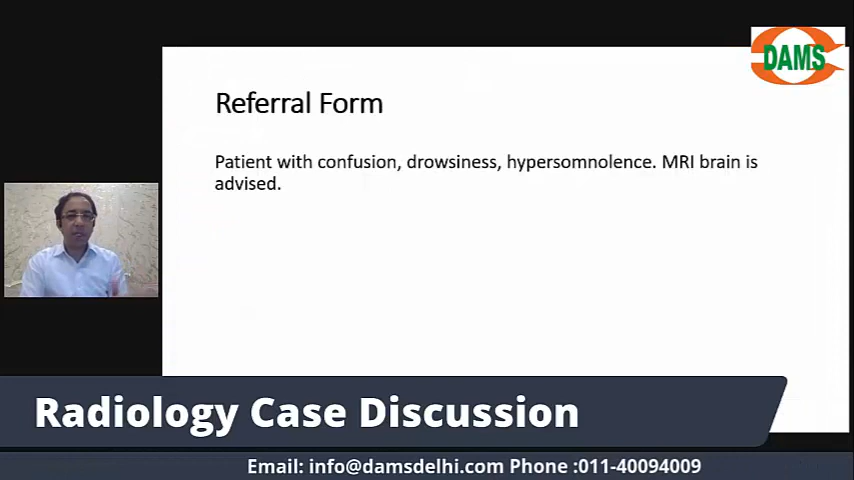 DAMS
Referral Form
Patient with confusion, drowsiness, hypersomnolence. MRI brain is
advised.
Radiology Case Discussion
Email: info@damsdelhi.com Phone :011-40094009